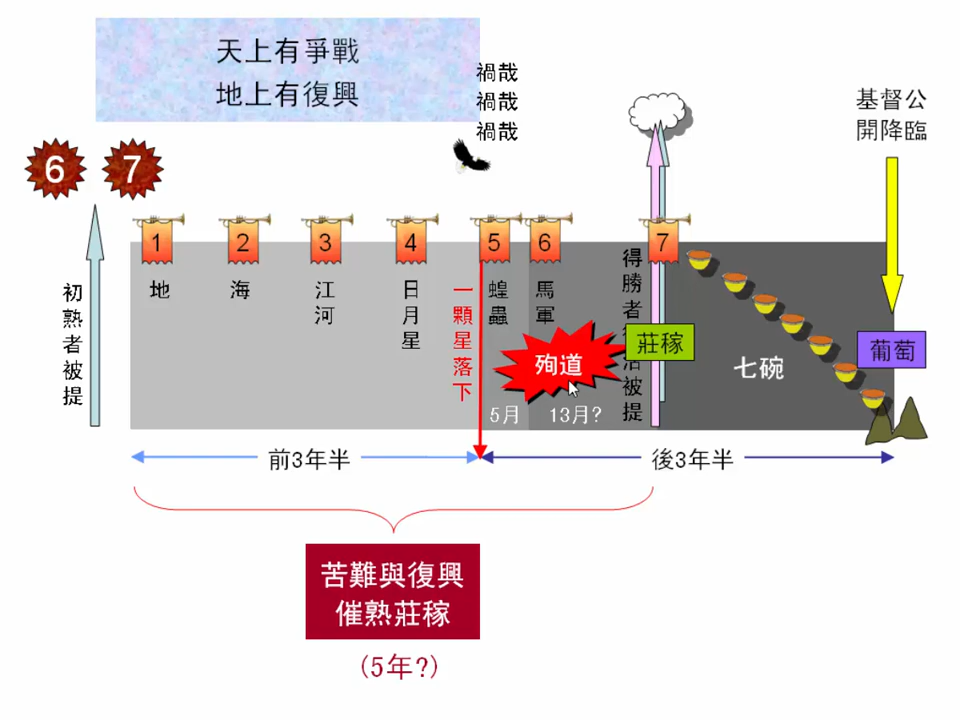 天上有爭戰
地上有復興
禍哉
禍哉
禍哉
基督公
開降臨
6
7
1
2
3
4
5
6
7
初熟者被提
地
海
江河
日月星
一顆星落下
蝗蟲
馬軍
得勝者
活被提
殉道
莊稼
七碗
葡萄
5月
13月?
前3年半
後3年半
苦難與復興
催熟莊稼
(5年?)